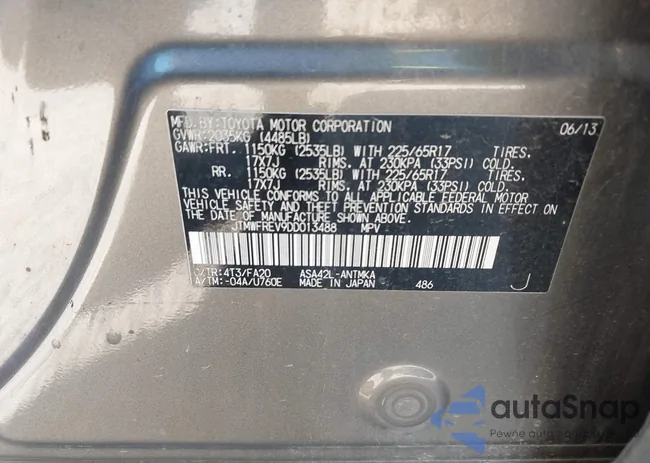 MFD. BY: TOYOTA MOTOR CORPORATION 06/13
GVWR: 2035KG (4485LB)
GAWR: FRT. 1150KG (2535LB) WITH 225/65R17 TIRES.
17X7J RIMS. AT 230KPA (33PSI) COLD.
RR. 1150KG (2535LB) WITH 225/65R17 TIRES.
17X7J RIMS. AT 230KPA (33PSI) COLD.
THIS VEHICLE CONFORMS TO ALL APPLICABLE FEDERAL MOTOR
VEHICLE SAFETY AND THEFT PREVENTION STANDARDS IN EFFECT ON
THE DATE OF MANUFACTURE SHOWN ABOVE.
JTMWFREV9DD013488 MPV
C/TR: 4T3/FA20 ASA42L-ANTMKA
A/TM: -04A/U760E MADE IN JAPAN 486 J
autaSnap
Pewne auta